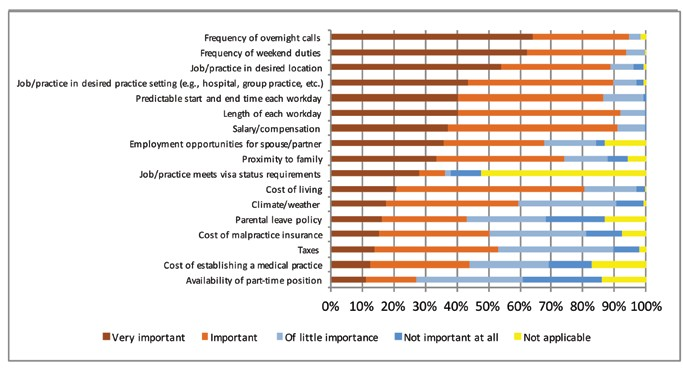 Frequency of overnight calls
Frequency of weekend duties
Job/practice in desired location
Job/practice in desired practice setting (e.g., hospital, group practice, etc.)
Predictable start and end time each workday
Length of each workday
Salary/compensation
Employment opportunities for spouse/partner
Proximity to family
Job/practice meets visa status requirements
Cost of living
Climate/weather
Parental leave policy
Cost of malpractice insurance
Taxes
Cost of establishing a medical practice
Availability of part-time position
0% 10% 20% 30% 40% 50% 60% 70% 80% 90% 100%
Very important Important Of little importance Not important at all Not applicable